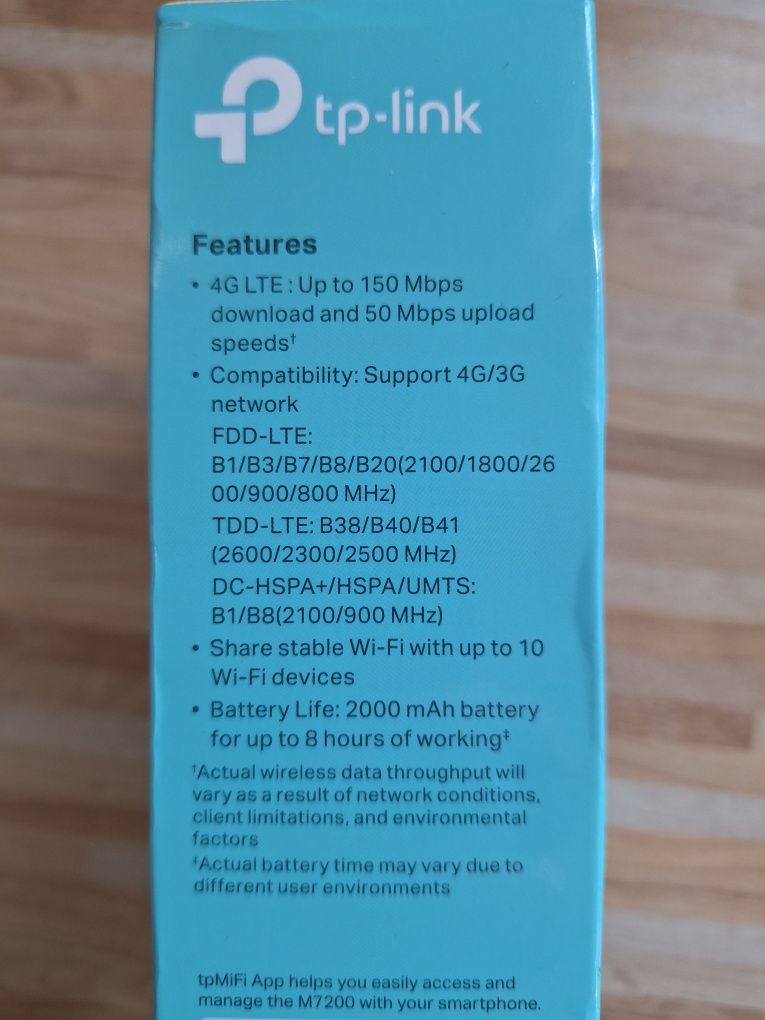 tp-link
Features
• 4G LTE : Up to 150 Mbps
download and 50 Mbps upload
speeds†
• Compatibility: Support 4G/3G
network
FDD-LTE:
B1/B3/B7/B8/B20(2100/1800/26
00/900/800 MHz)
TDD-LTE: B38/B40/B41
(2600/2300/2500 MHz)
DC-HSPA+/HSPA/UMTS:
B1/B8(2100/900 MHz)
• Share stable Wi-Fi with up to 10
Wi-Fi devices
• Battery Life: 2000 mAh battery
for up to 8 hours of working‡
†Actual wireless data throughput will
vary as a result of network conditions,
client limitations, and environmental
factors
‡Actual battery time may vary due to
different user environments
tpMiFi App helps you easily access and
manage the M7200 with your smartphone.